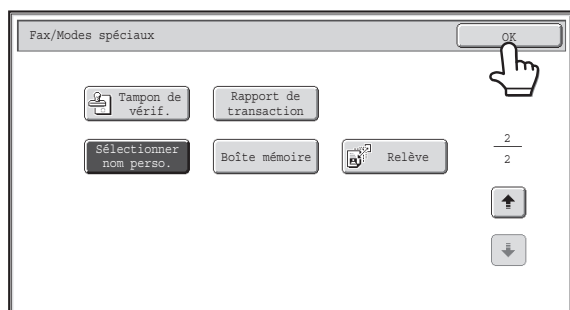 Fax/Modes spéciaux
OK
Tampon de
vérif.
Rapport de
transaction
Sélectionner
nom perso.
Boîte mémoire
Relève
2
2